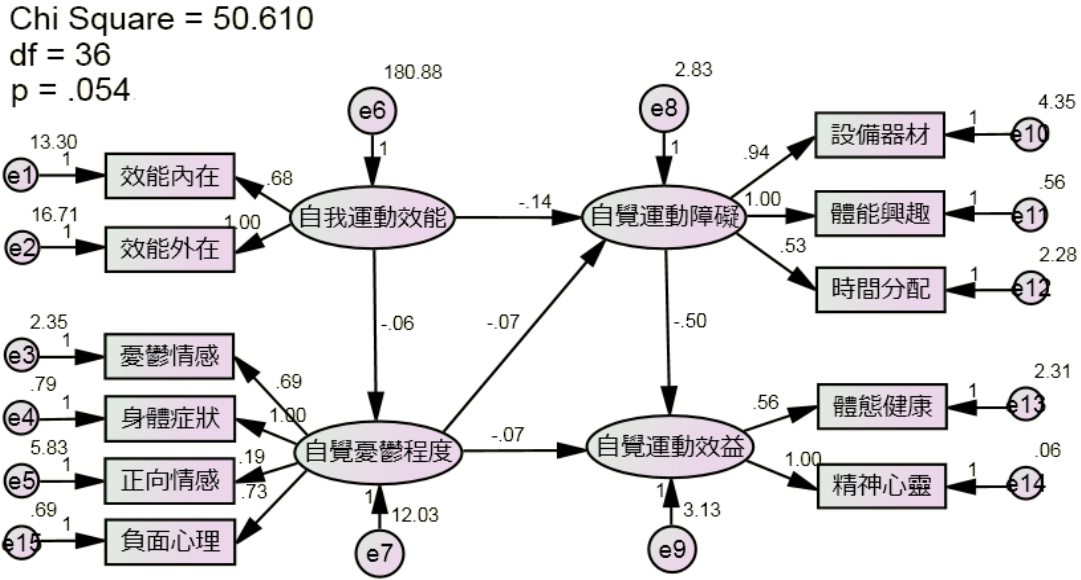 Chi Square = 50.610
df = 36
p = .054
180.88
e6
1
2.83
e8
1
13.30
e1
1
效能內在
.68
16.71
e2
1
效能外在
1.00
自我運動效能
-.14
自覺運動障礙
.94
設備器材
1
4.35
e10
1.00
體能興趣
1
.56
e11
.53
時間分配
1
2.28
e12
-.06
-.07
-.50
2.35
e3
1
憂鬱情感
.69
.79
e4
1
身體症狀
1.00
5.83
e5
1
正向情感
.19
.69
e15
1
負面心理
.73
自覺憂鬱程度
-.07
自覺運動效益
.56
體態健康
1
2.31
e13
1.00
精神心靈
1
.06
e14
1
12.03
e7
1
3.13
e9